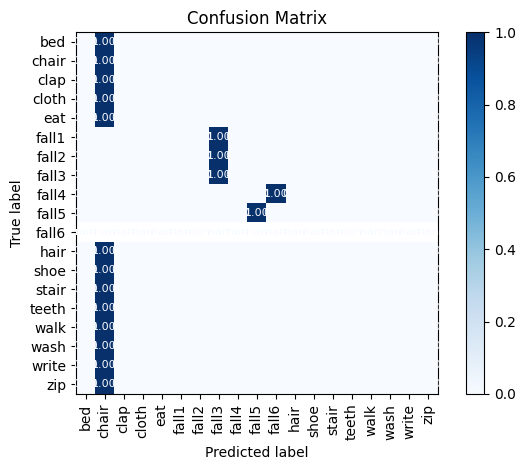 Confusion Matrix
True label
bed 1.00
chair 1.00
clap 1.00
cloth 1.00
eat 1.00
fall1 1.00
fall2 1.00
fall3 1.00
fall4 1.00
fall5 1.00
fall6
hair 1.00
shoe 1.00
stair 1.00
teeth 1.00
walk 1.00
wash 1.00
write 1.00
zip 1.00
bed chair clap cloth eat fall1 fall2 fall3 fall4 fall5 fall6 hair shoe stair teeth walk wash write zip
Predicted label
1.0
0.8
0.6
0.4
0.2
0.0